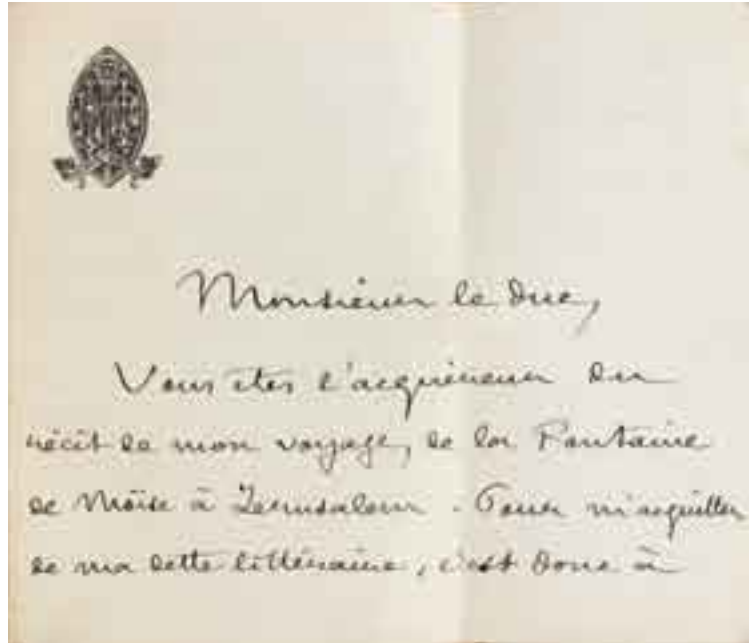 Monsieur le duc,
Vous êtes l'acquéreur du
récit de mon voyage, de la Fontaine
de Moïse à Jerusalem. Pour m'acquitter
de ma dette littéraire, c'est donc à